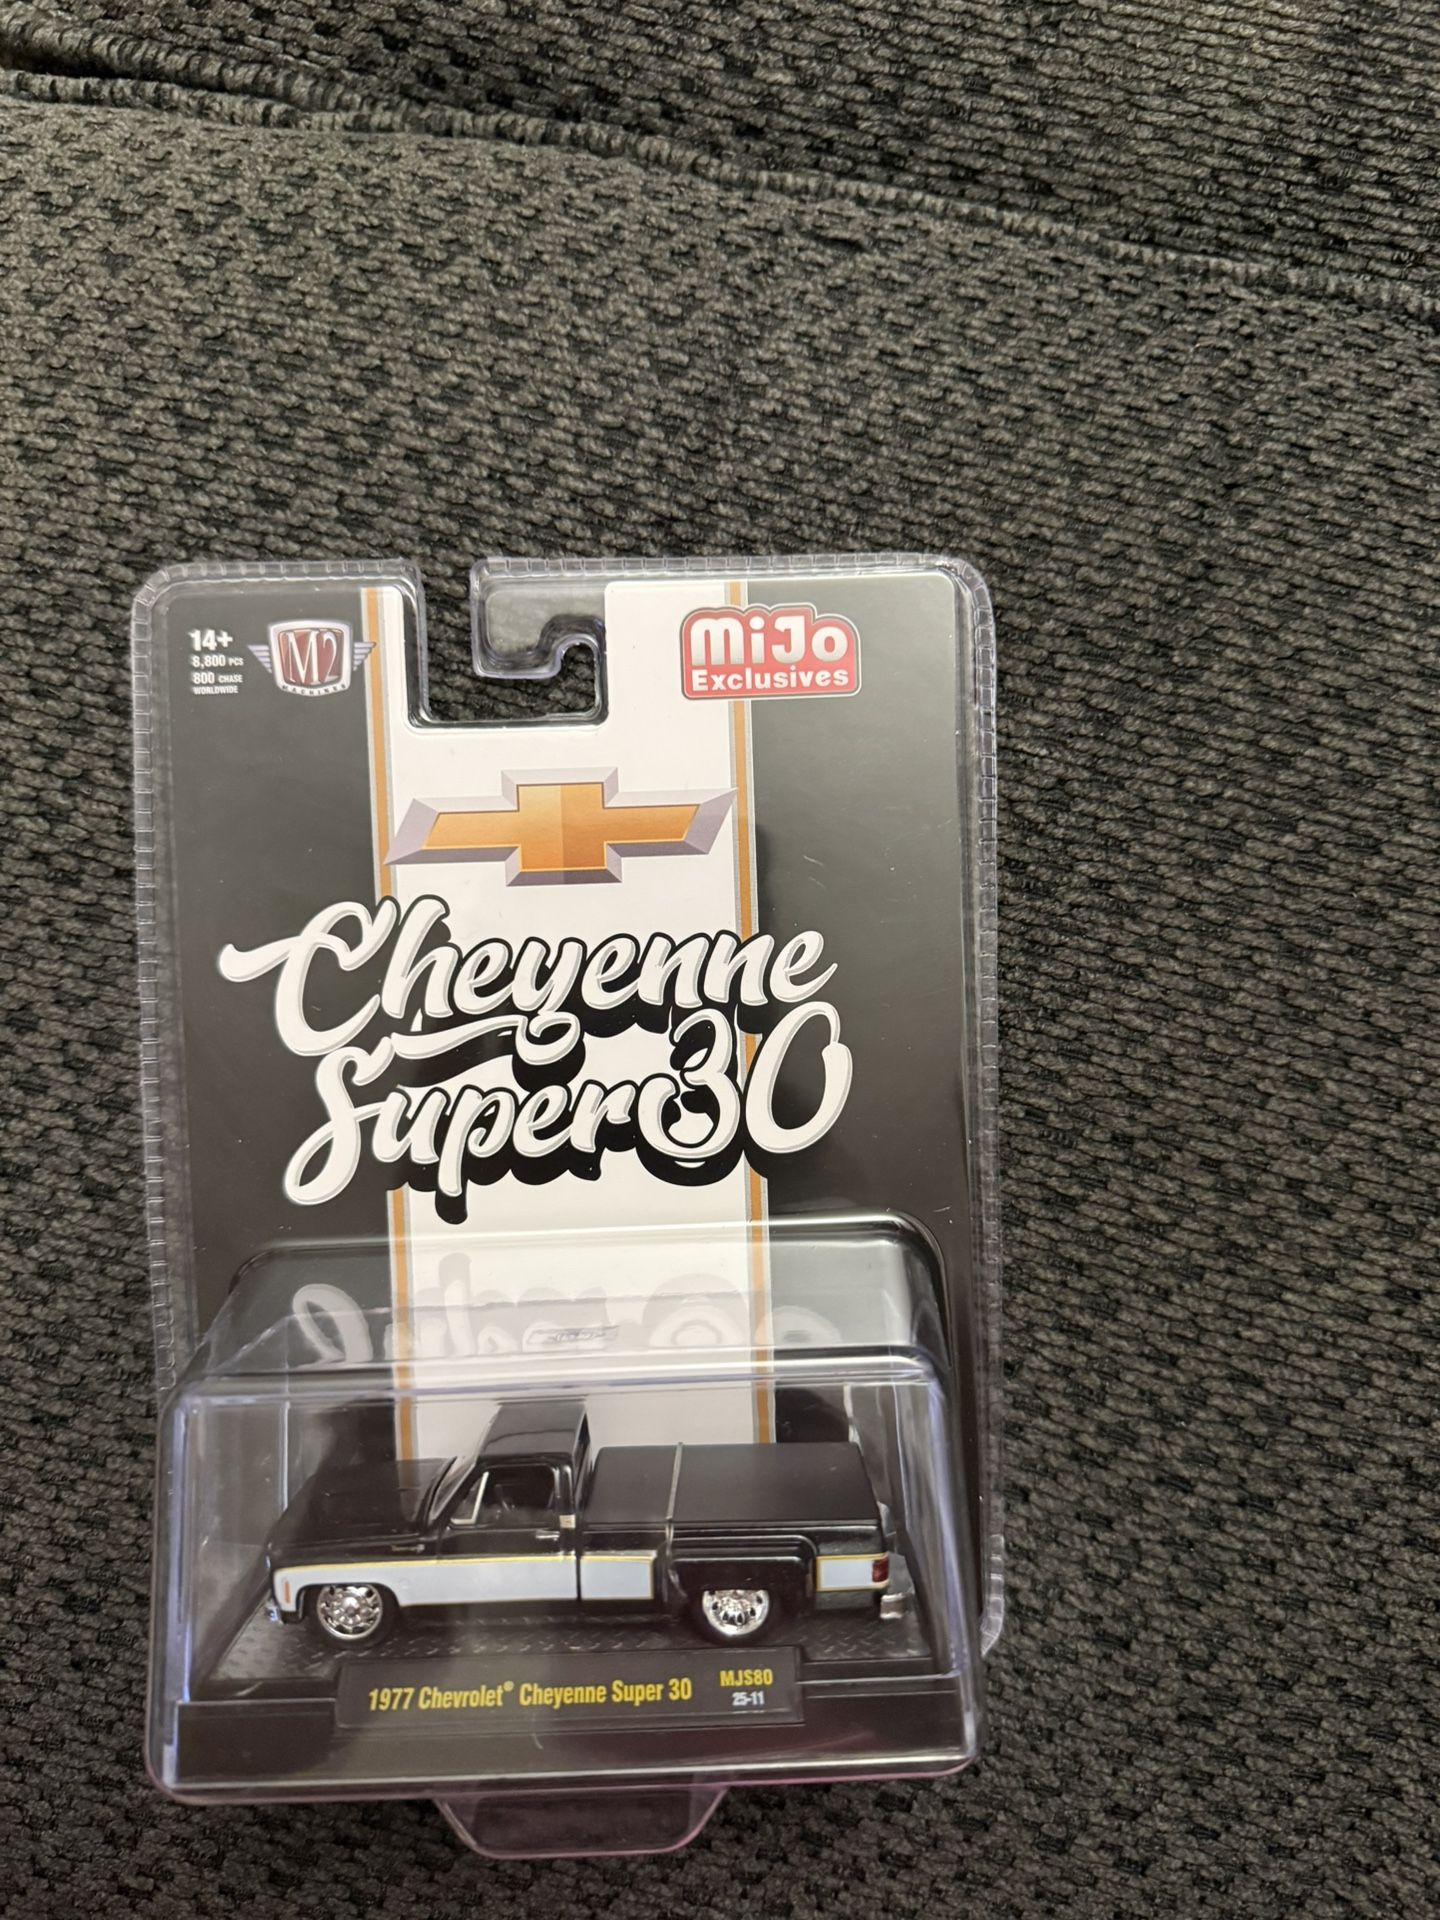 14+
8,800 PCS
800 CHASE
WORLDWIDE
M2
MACHINES
MiJo
Exclusives
Cheyenne
Super 30
1977 Chevrolet® Cheyenne Super 30
MJS80
25-11